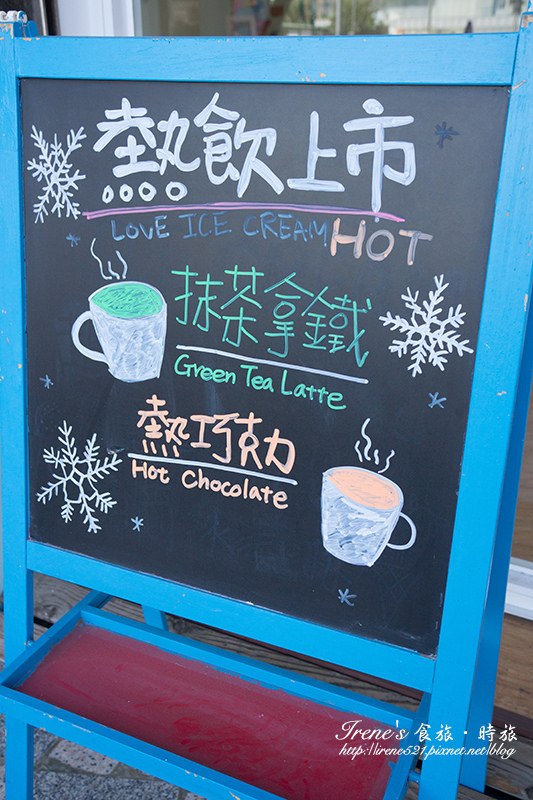 熱飲上市
LOVE ICE CREAM HOT
抹茶拿鐵
Green Tea Latte
熱巧克力
Hot Chocolate
Irene's 食旅·時旅
http://irene521.pixnet.net/blog